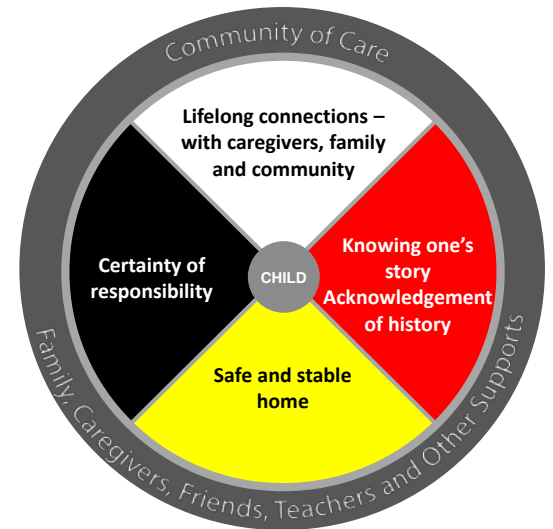 Community of Care
Lifelong connections –
with caregivers, family
and community
Certainty of
responsibility
CHILD
Knowing one’s
story
Acknowledgement
of history
Safe and stable
home
Family, Caregivers, Friends, Teachers and Other Supports